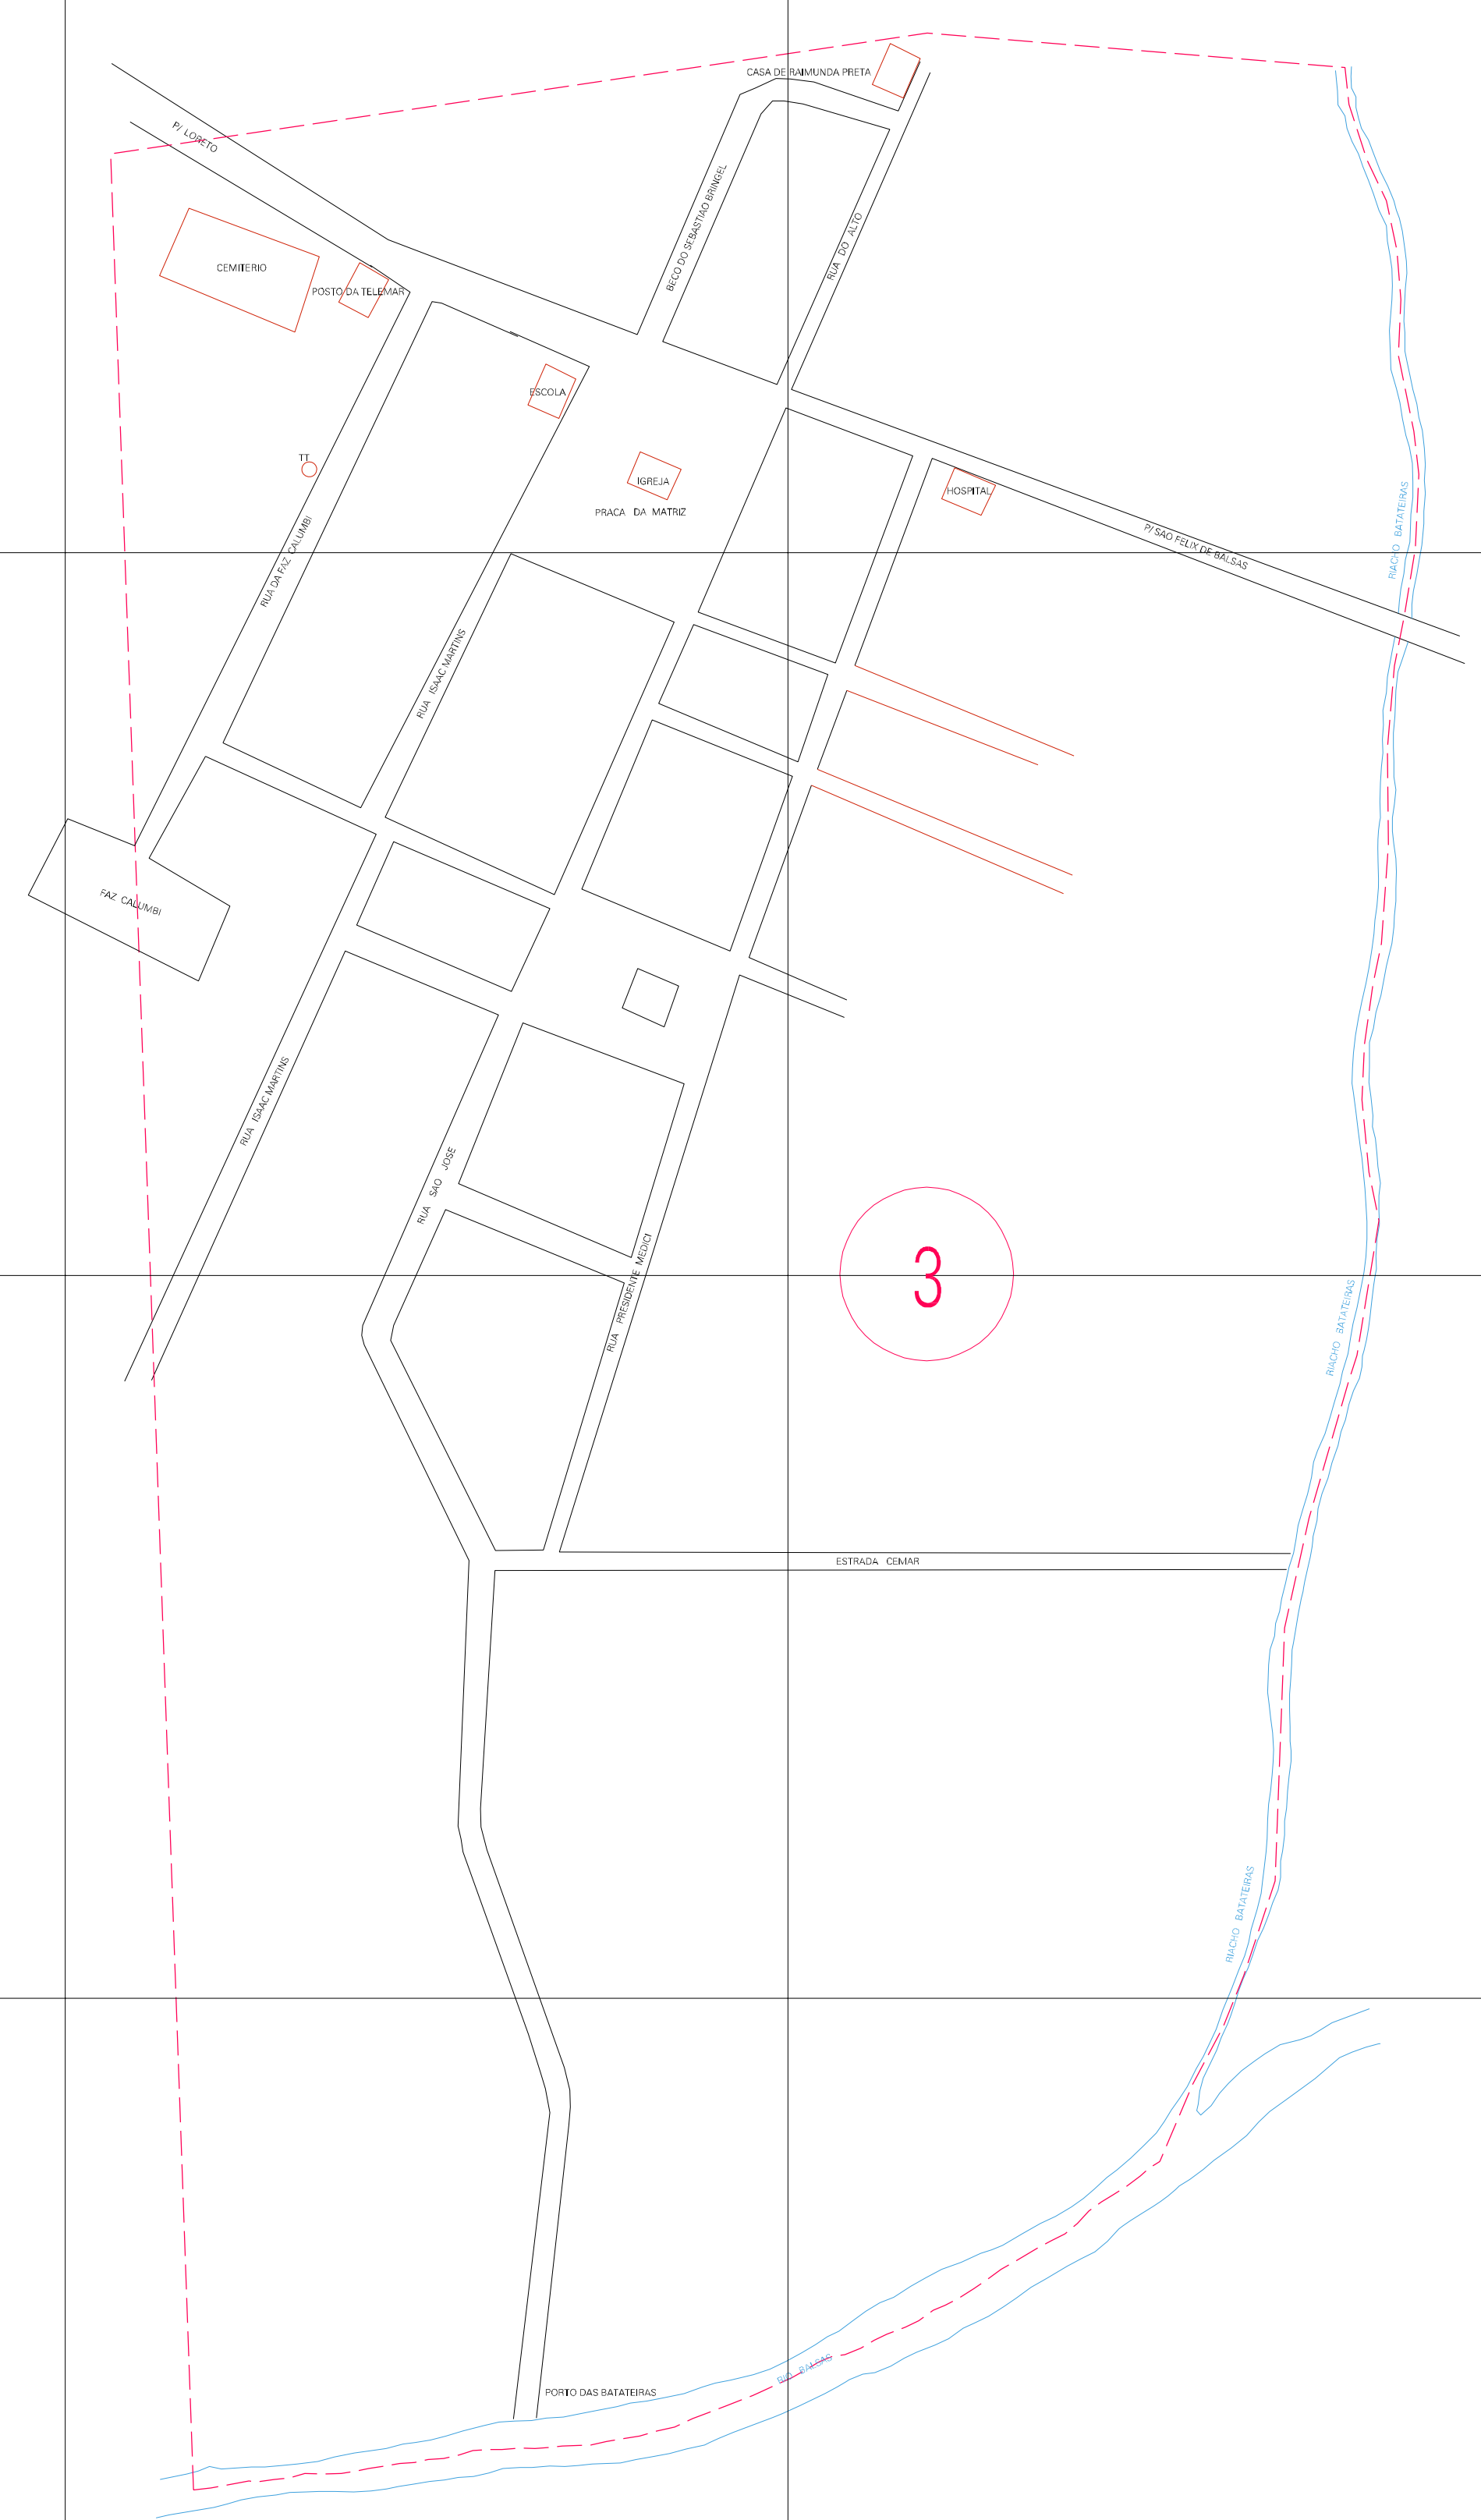 CASA DE RAIMUNDA PRETA
P/ LORETO
BECO DO SEBASTIAO BRINGEL
RUA DO ALTO
CEMITERIO
POSTO DA TELEMAR
ESCOLA
TT
IGREJA
HOSPITAL
PRACA DA MATRIZ
RIACHO BATATEIRAS
P/ SAO FELIX DE BALSAS
RUA DA FAZ CALUMBI
RUA ISAAC MARTINS
FAZ CALUMBI
RUA ISAAC MARTINS
RUA SAO JOSE
RUA PRESIDENTE MEDICI
3
RIACHO BATATEIRAS
ESTRADA CEMAR
RIACHO BATATEIRAS
RIO BALSAS
PORTO DAS BATATEIRAS